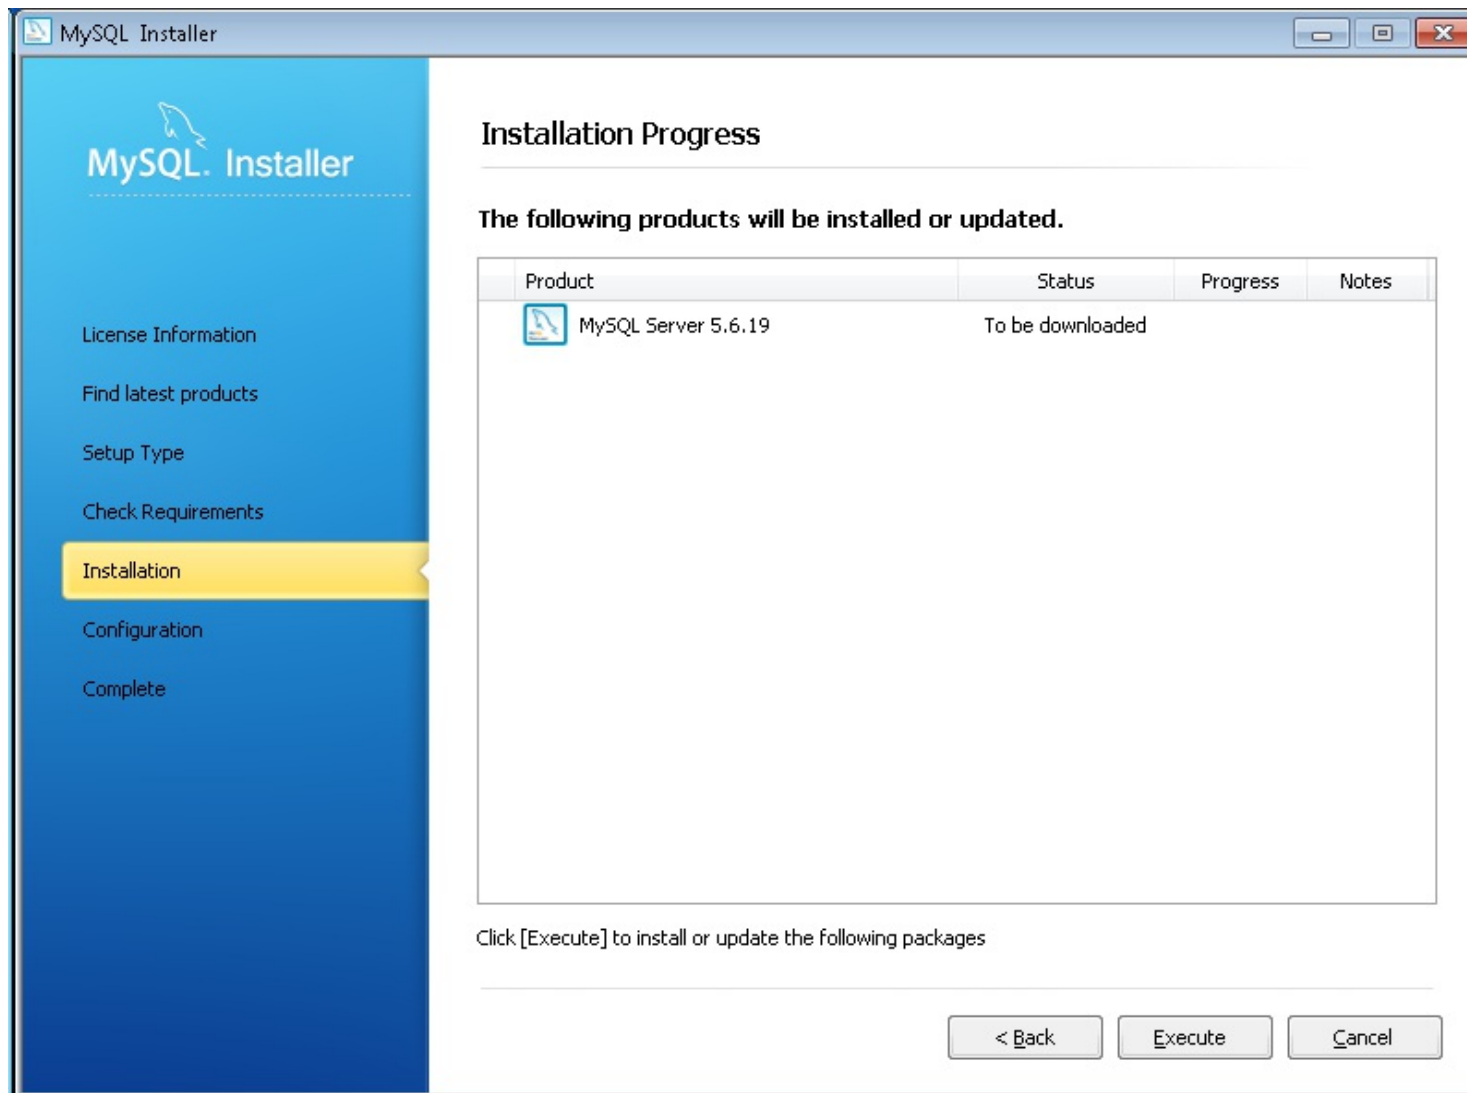 MySQL Installer
MySQL. Installer
License Information
Find latest products
Setup Type
Check Requirements
Installation
Configuration
Complete
Installation Progress
The following products will be installed or updated.
Product Status Progress Notes
MySQL Server 5.6.19 To be downloaded
Click [Execute] to install or update the following packages
< Back Execute Cancel